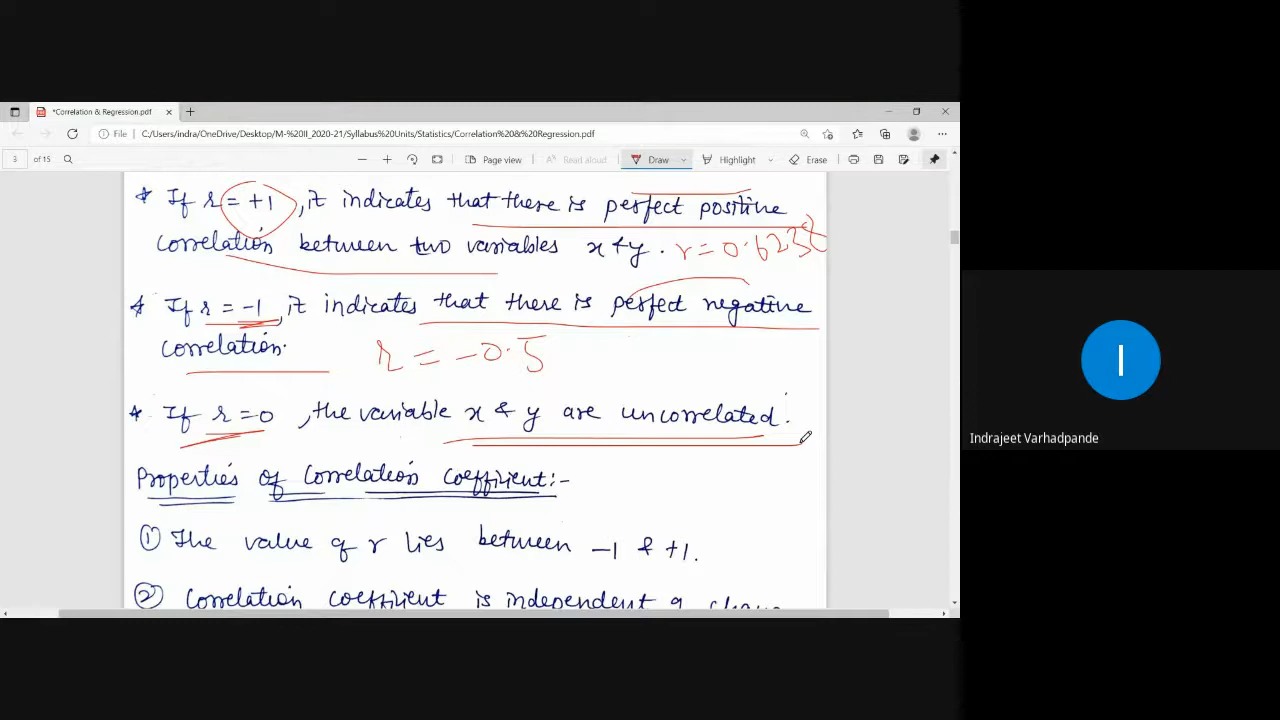 *Correlation & Regression.pdf
File C:/Users/indra/OneDrive/Desktop/M-%20II_2020-21/Syllabus%20Units/Statistics/Correlation%20&%20Regression.pdf
3 of 15 Page view Read aloud Draw Highlight Erase
* If r = +1, it indicates that there is perfect positive
correlation between two variables x & y. r = 0.6238
* If r = -1, it indicates that there is perfect negative
correlation. r = -0.5
* If r = 0, the variable x & y are uncorrelated.
Properties of Correlation Coefficient:-
① The value of r lies between -1 & +1.
② Correlation coefficient is independent of change
I
Indrajeet Varhadpande